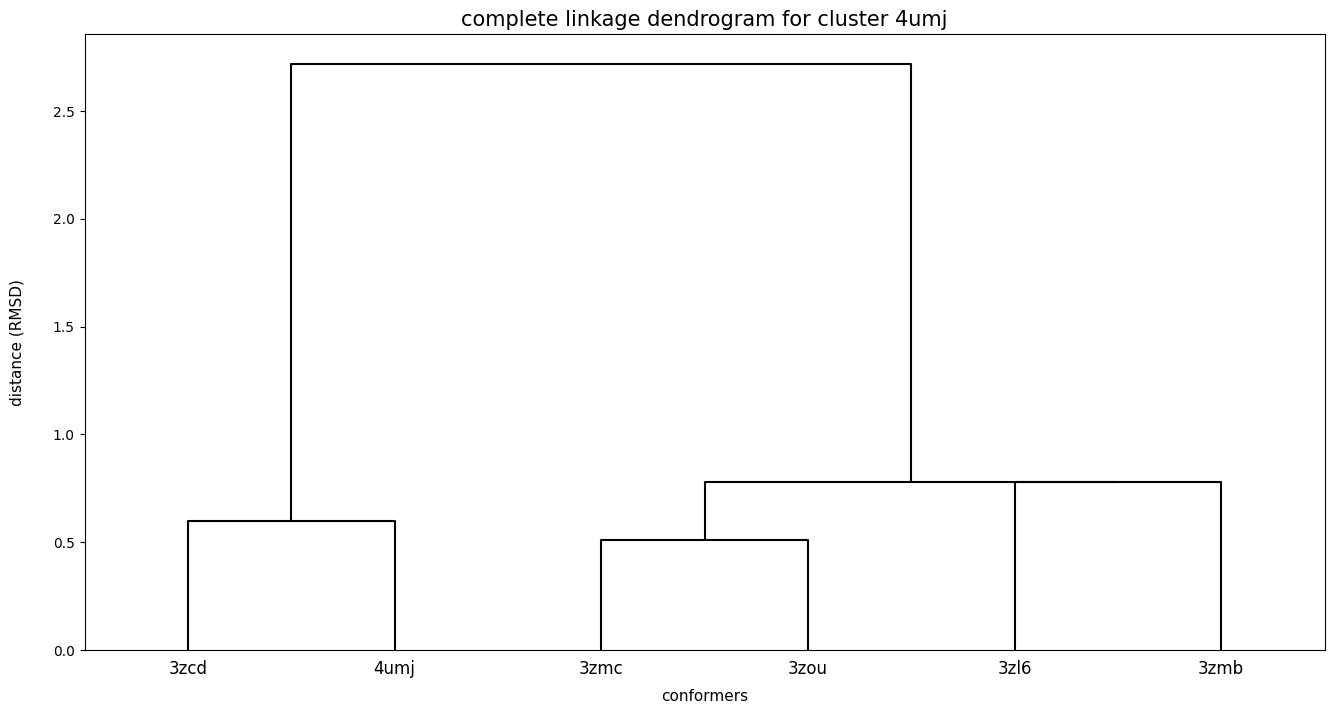 complete linkage dendrogram for cluster 4umj
distance (RMSD)
2.5
2.0
1.5
1.0
0.5
0.0
3zcd 4umj 3zmc 3zou 3zl6 3zmb
conformers